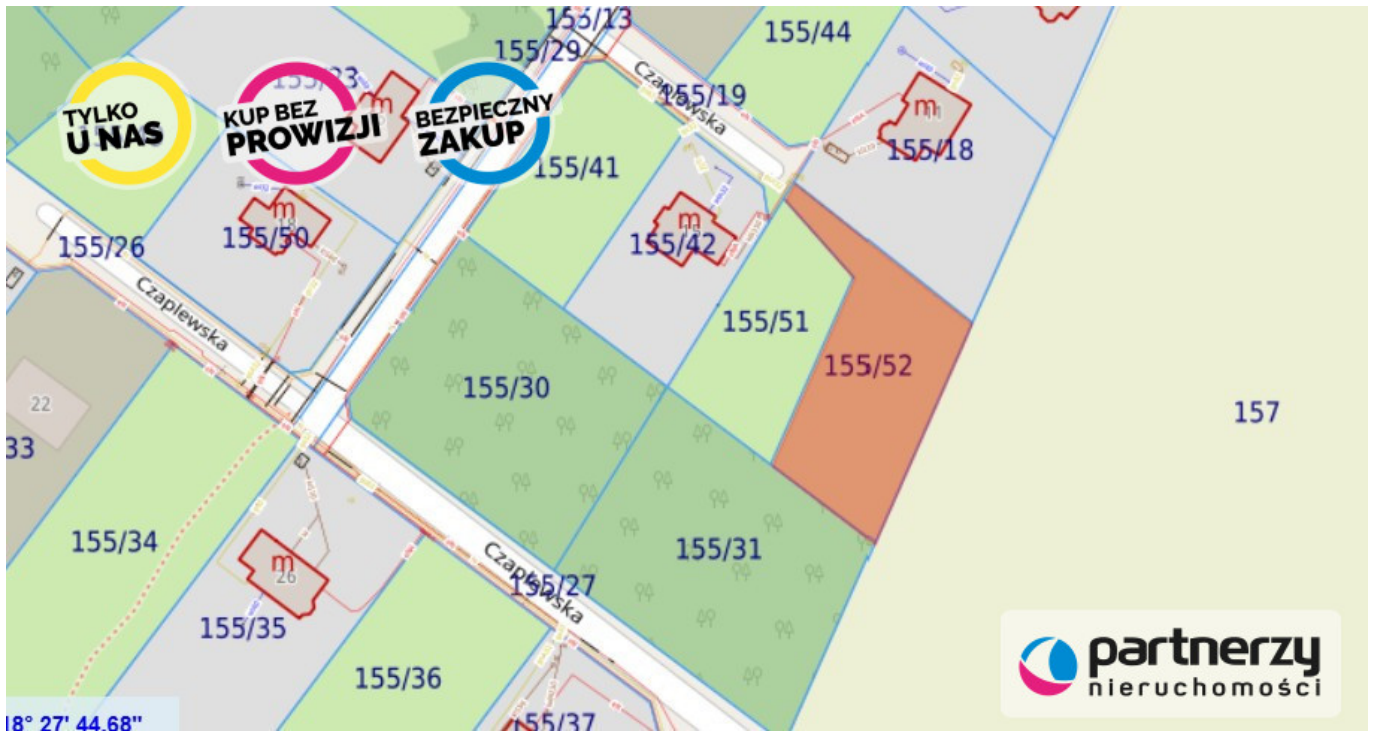 155/13
155/29
155/44
155/33
TYLKO
U NAS
KUP BEZ
PROWIZJI
BEZPIECZNY
ZAKUP
Czaplewska
155/19
m
m
11
155/18
155/41
m
18
155/50
155/26
m
155/42
Czaplewska
155/51
155/52
155/30
22
33
157
155/34
155/31
m
26
Czaplewska
155/27
155/35
155/36
155/37
18° 27' 44.68"
partnerzy
nieruchomości